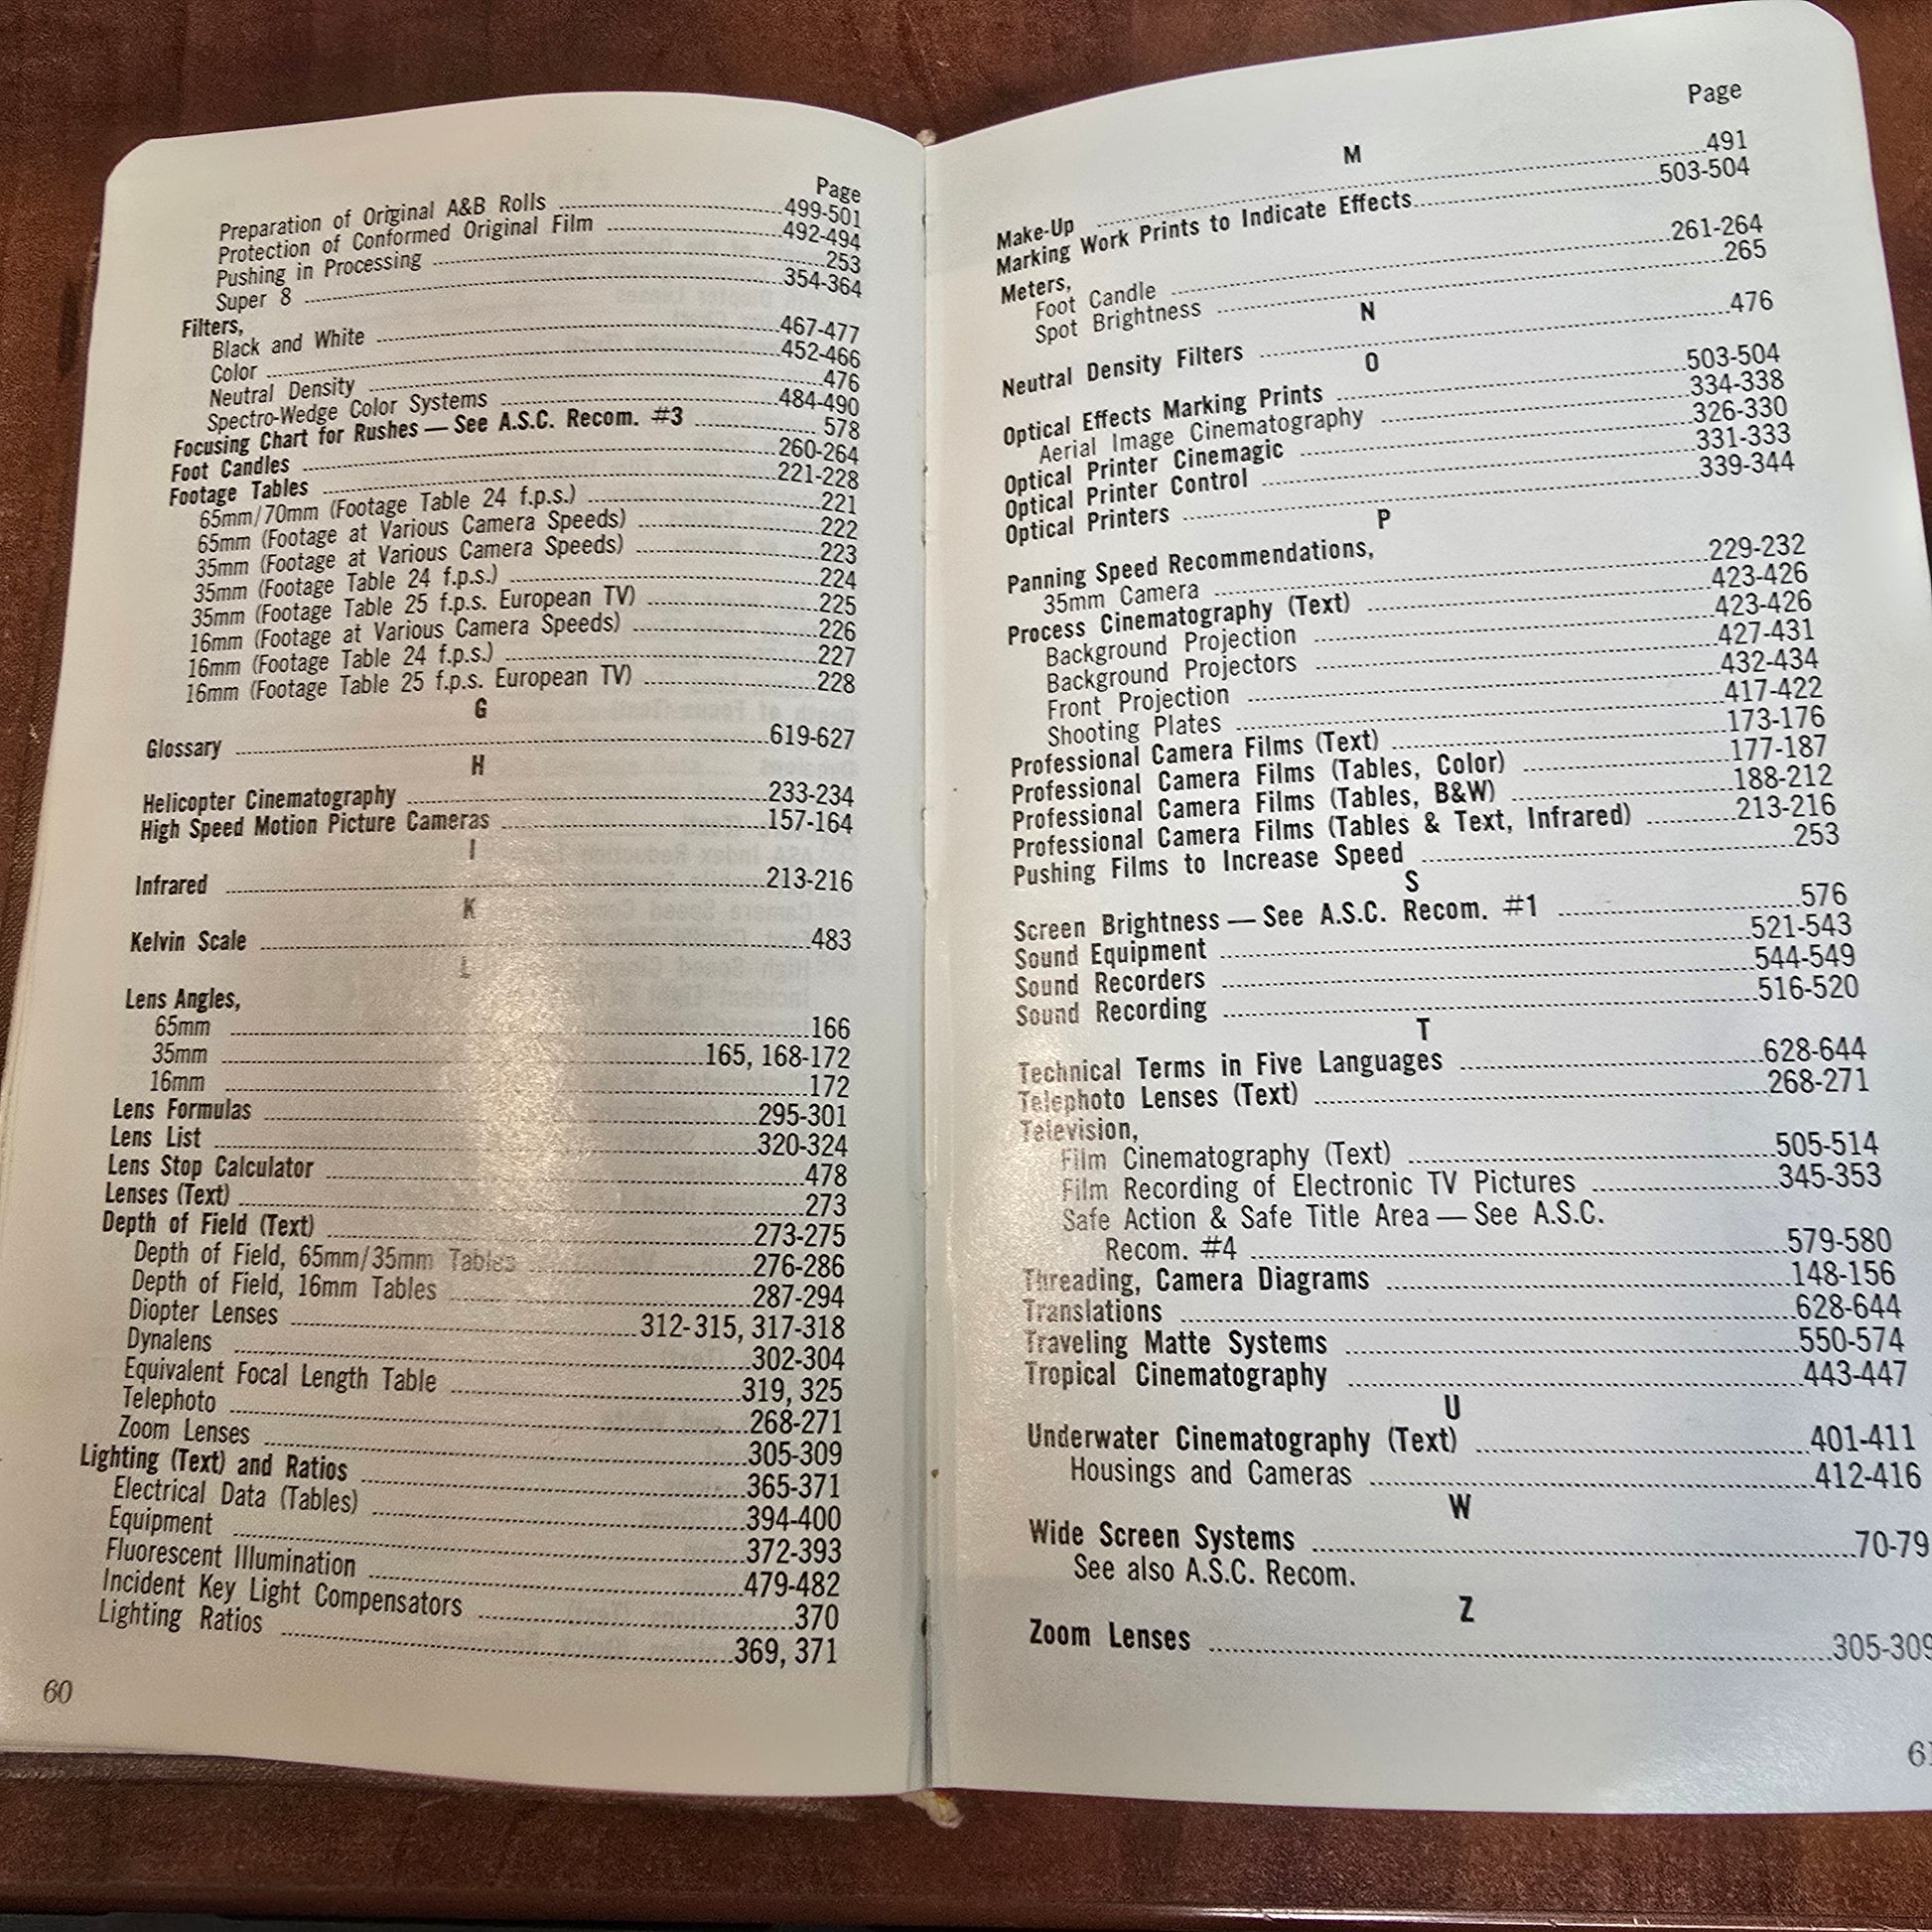 Page
Preparation of Original A&B Rolls ........ 499-501
Protection of Conformed Original Film ........ 492-494
Pushing in Processing ........ 253
Super 8 ........ 354-364
Filters,
Black and White ........ 467-477
Color ........ 452-466
Neutral Density ........ 476
Spectro-Wedge Color Systems ........ 484-490
Focusing Chart for Rushes — See A.S.C. Recom. #3 ........ 578
Foot Candles ........ 260-264
Footage Tables ........ 221-228
65mm/70mm (Footage Table 24 f.p.s.) ........ 221
65mm (Footage at Various Camera Speeds) ........ 222
35mm (Footage at Various Camera Speeds) ........ 223
35mm (Footage Table 24 f.p.s.) ........ 224
35mm (Footage Table 25 f.p.s. European TV) ........ 225
16mm (Footage at Various Camera Speeds) ........ 226
16mm (Footage Table 24 f.p.s.) ........ 227
16mm (Footage Table 25 f.p.s. European TV) ........ 228
G
Glossary ........ 619-627
H
Helicopter Cinematography ........ 233-234
High Speed Motion Picture Cameras ........ 157-164
I
Infrared ........ 213-216
K
Kelvin Scale ........ 483
L
Lens Angles,
65mm ........ 166
35mm ........ 165, 168-172
16mm ........ 172
Lens Formulas ........ 295-301
Lens List ........ 320-324
Lens Stop Calculator ........ 478
Lenses (Text) ........ 273
Depth of Field (Text) ........ 273-275
Depth of Field, 65mm/35mm Tables ........ 276-286
Depth of Field, 16mm Tables ........ 287-294
Diopter Lenses ........ 312-315, 317-318
Dynalens ........ 302-304
Equivalent Focal Length Table ........ 319, 325
Telephoto ........ 268-271
Zoom Lenses ........ 305-309
Lighting (Text) and Ratios ........ 365-371
Electrical Data (Tables) ........ 394-400
Equipment ........ 372-393
Fluorescent Illumination ........ 479-482
Incident Key Light Compensators ........ 370
Lighting Ratios ........ 369, 371
60
Page
M
Make-Up ........ 491
Marking Work Prints to Indicate Effects ........ 503-504
Meters,
Foot Candle ........ 261-264
Spot Brightness ........ 265
N
Neutral Density Filters ........ 476
O
Optical Effects Marking Prints ........ 503-504
Aerial Image Cinematography ........ 334-338
Optical Printer Cinemagic ........ 326-330
Optical Printer Control ........ 331-333
Optical Printers ........ 339-344
P
Panning Speed Recommendations,
35mm Camera ........ 229-232
Process Cinematography (Text) ........ 423-426
Background Projection ........ 423-426
Background Projectors ........ 427-431
Front Projection ........ 432-434
Shooting Plates ........ 417-422
Professional Camera Films (Text) ........ 173-176
Professional Camera Films (Tables, Color) ........ 177-187
Professional Camera Films (Tables, B&W) ........ 188-212
Professional Camera Films (Tables & Text, Infrared) ........ 213-216
Pushing Films to Increase Speed ........ 253
S
Screen Brightness — See A.S.C. Recom. #1 ........ 576
Sound Equipment ........ 521-543
Sound Recorders ........ 544-549
Sound Recording ........ 516-520
T
Technical Terms in Five Languages ........ 628-644
Telephoto Lenses (Text) ........ 268-271
Television,
Film Cinematography (Text) ........ 505-514
Film Recording of Electronic TV Pictures ........ 345-353
Safe Action & Safe Title Area — See A.S.C.
Recom. #4 ........ 579-580
Threading, Camera Diagrams ........ 148-156
Translations ........ 628-644
Traveling Matte Systems ........ 550-574
Tropical Cinematography ........ 443-447
U
Underwater Cinematography (Text) ........ 401-411
Housings and Cameras ........ 412-416
W
Wide Screen Systems ........ 70-79
See also A.S.C. Recom.
Z
Zoom Lenses ........ 305-309
61